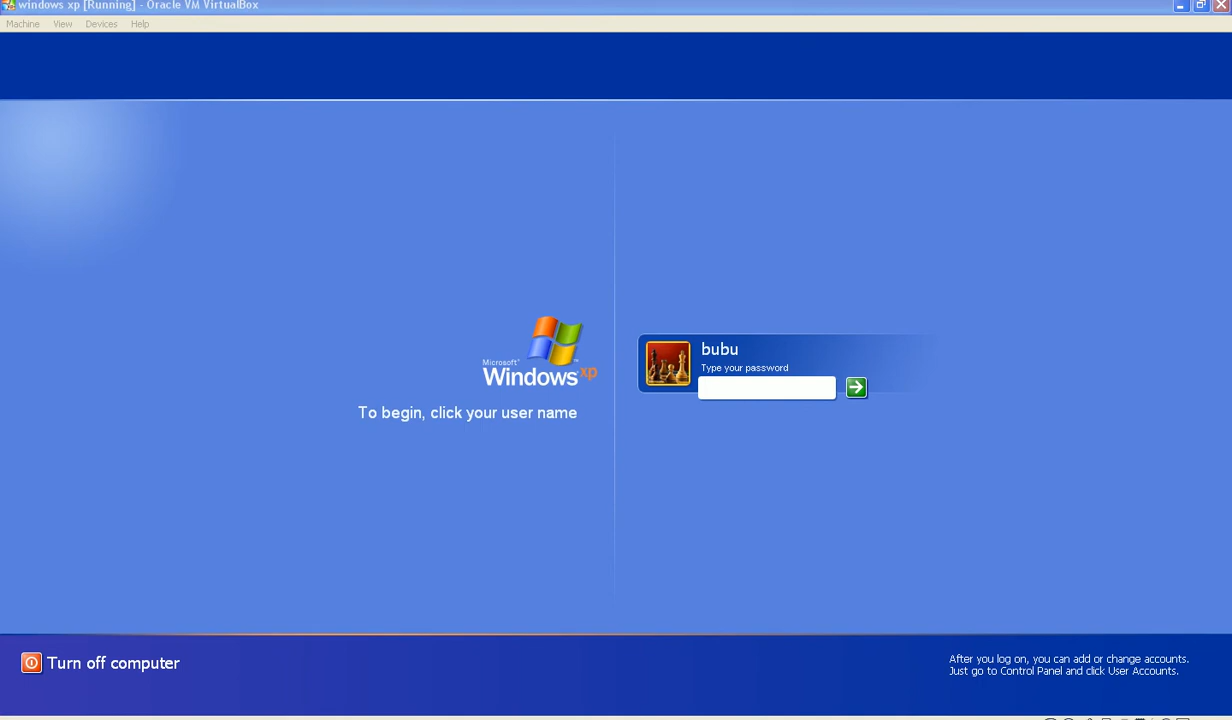 windows xp [Running] - Oracle VM VirtualBox
Machine View Devices Help
bubu
Type your password
Microsoft
Windows xp
To begin, click your user name
Turn off computer
After you log on, you can add or change accounts.
Just go to Control Panel and click User Accounts.